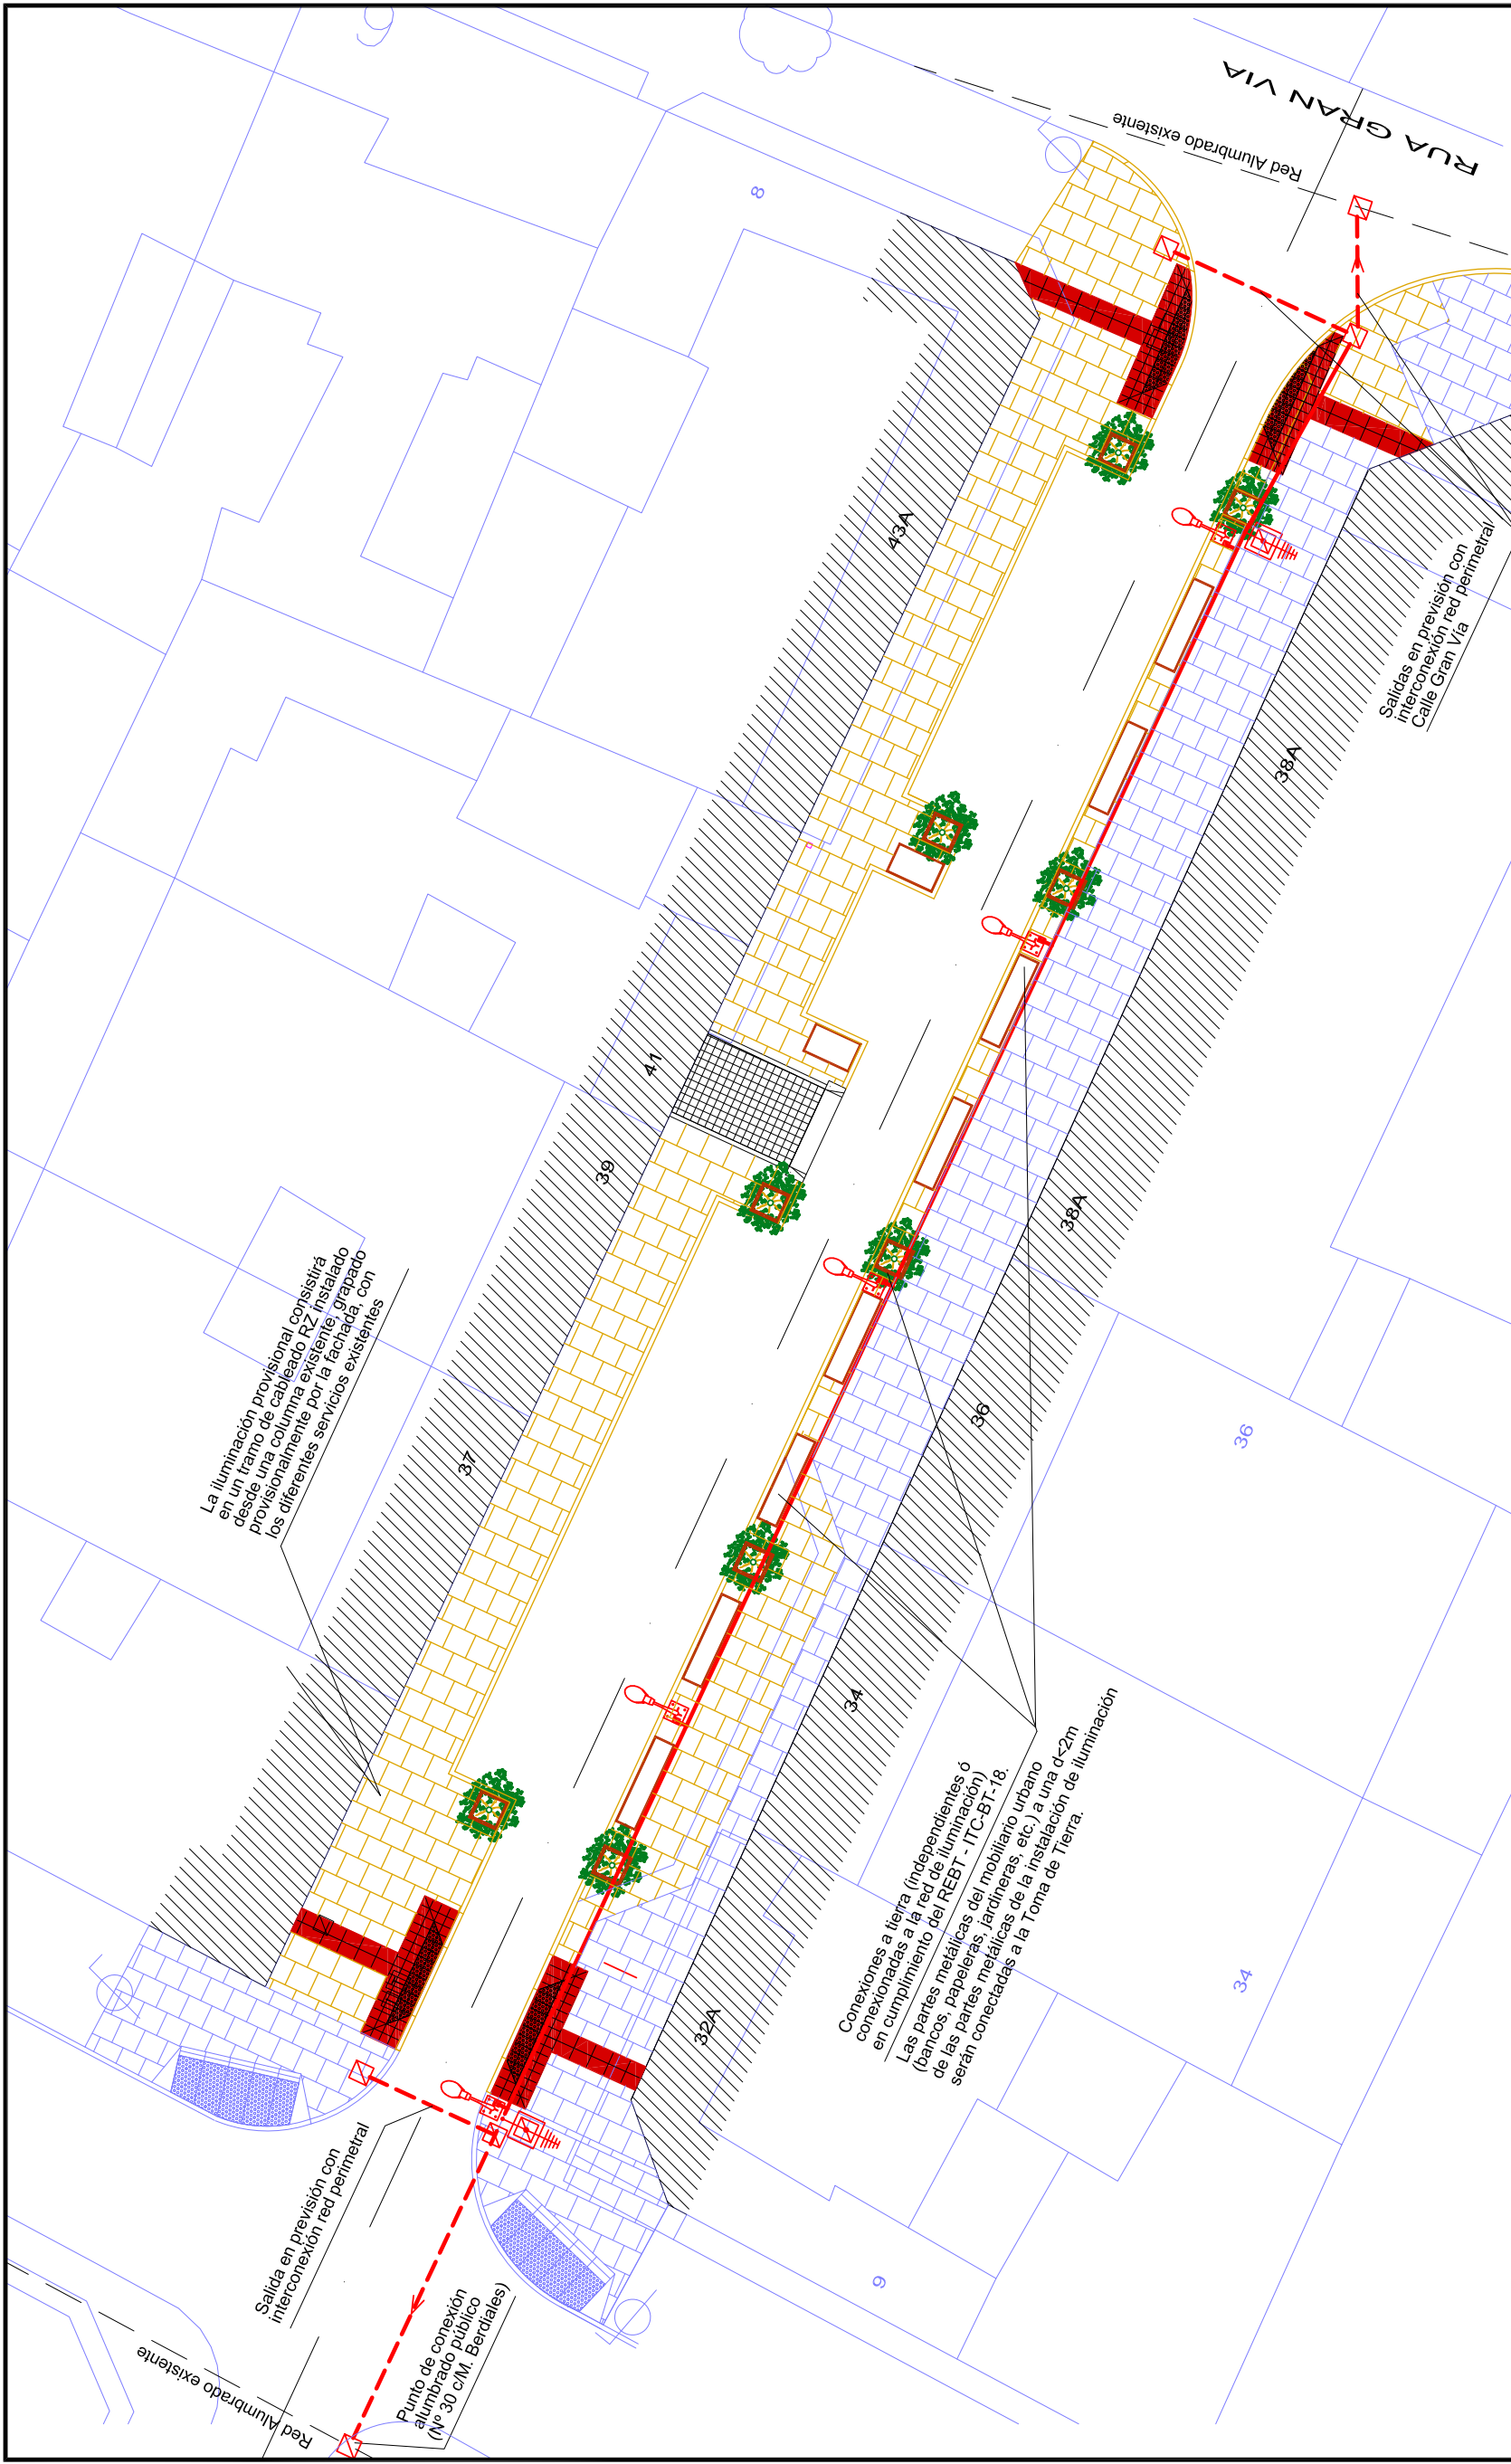 9
8
RUA GRAN VIA
Red Alumbrado existente
43A
Salidas en previsión con
interconexión red perimetral
Calle Gran Vía
38A
41
39
38A
La iluminación provisional consistirá
en un tramo de cableado RZ instalado
desde una columna existente, grapado
provisionalmente por la fachada, con
los diferentes servicios existentes
37
36
36
34
34
Conexiones a tierra (independientes ó
conexionadas a la red de iluminación)
en cumplimiento del REBT - ITC-BT-18.
Las partes metálicas del mobiliario urbano
(bancos, papeleras, jardineras, etc.) a una d<2m
de las partes metálicas de la instalación de iluminación
serán conectadas a la Toma de Tierra.
32A
9
Salida en previsión con
interconexión red perimetral
Punto de conexión
alumbrado público
(Nº 30 c/M. Berdiales)
Red Alumbrado existente